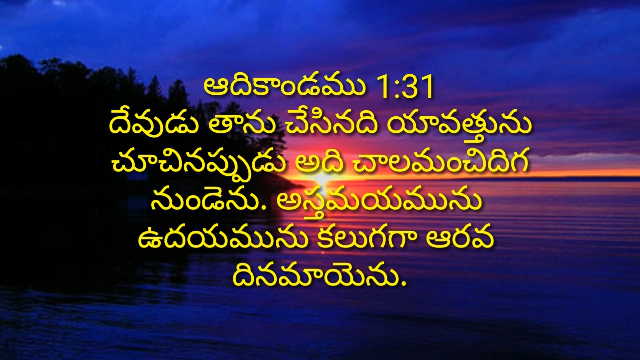 ఆదికాండము 1:31
దేవుడు తాను చేసినది యావత్తును
చూచినప్పుడు అది చాలమంచిదిగ
నుండెను. అస్తమయమును
ఉదయమును కలుగగా ఆరవ
దినమాయెను.